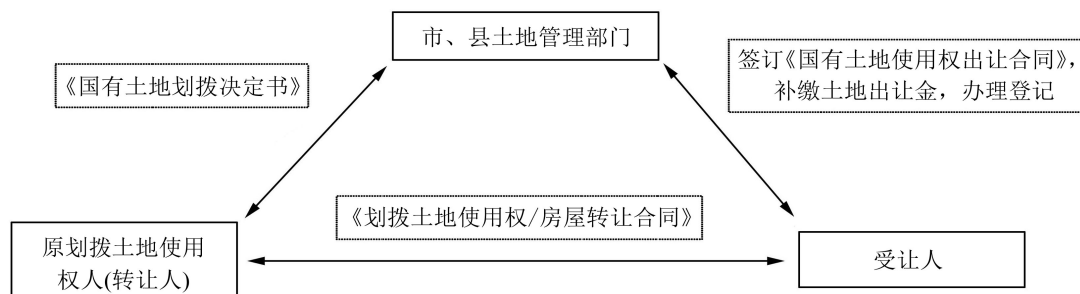 市、县土地管理部门
《国有土地划拨决定书》
签订《国有土地使用权出让合同》,
补缴土地出让金，办理登记
《划拨土地使用权/房屋转让合同》
原划拨土地使用
权人(转让人)
受让人